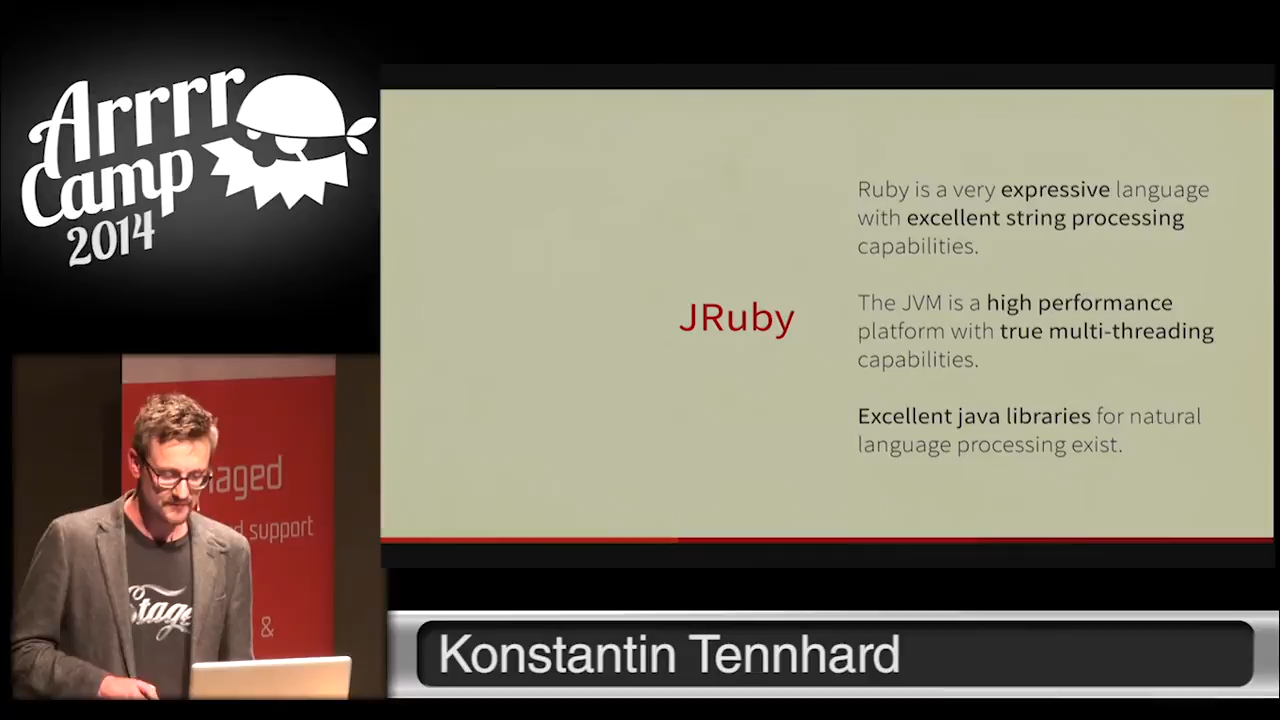 Arrrr
Camp
2014
Ruby is a very expressive language
with excellent string processing
capabilities.
JRuby
The JVM is a high performance
platform with true multi-threading
capabilities.
Excellent java libraries for natural
language processing exist.
aged
d support
&
Stage
Konstantin Tennhard